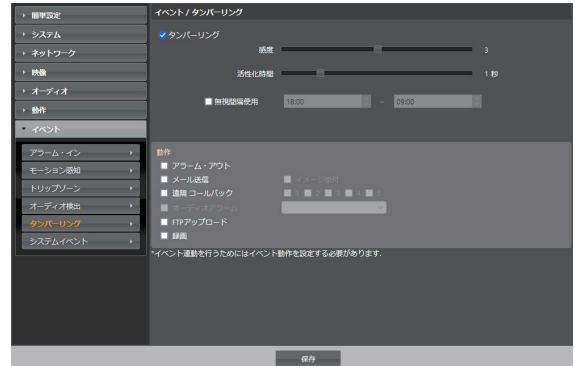 簡単設定
システム
ネットワーク
映像
オーディオ
動作
イベント
アラーム・イン
モーション感知
トリップゾーン
オーディオ検出
タンパーリング
システムイベント
イベント / タンパーリング
タンパーリング
感度 3
活性化時間 1 秒
無視間隔使用 18:00 - 09:00
動作
アラーム・アウト
メール送信 イメージ添付
遠隔 コールバック 1 2 3 4 5
オーディオアラーム
FTPアップロード
録画
*イベント連動を行うためにはイベント動作を設定する必要があります.
保存